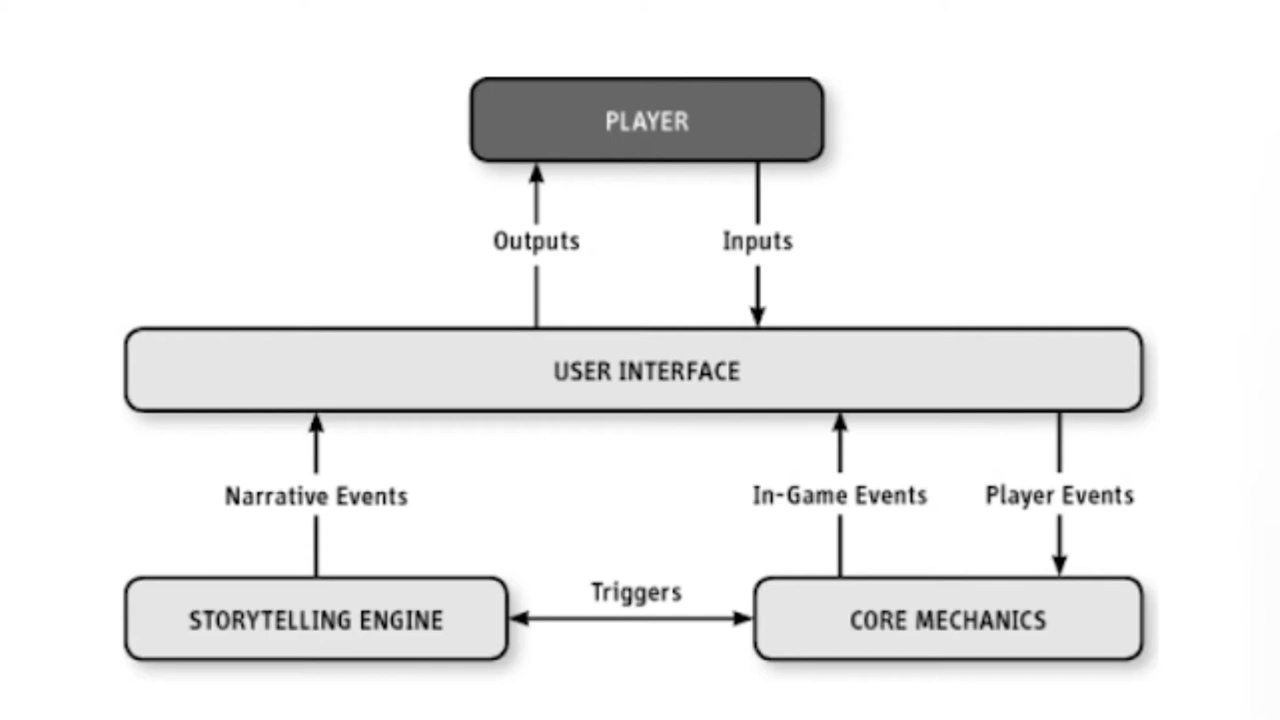 PLAYER
Outputs
Inputs
USER INTERFACE
Narrative Events
In-Game Events
Player Events
Triggers
STORYTELLING ENGINE
CORE MECHANICS